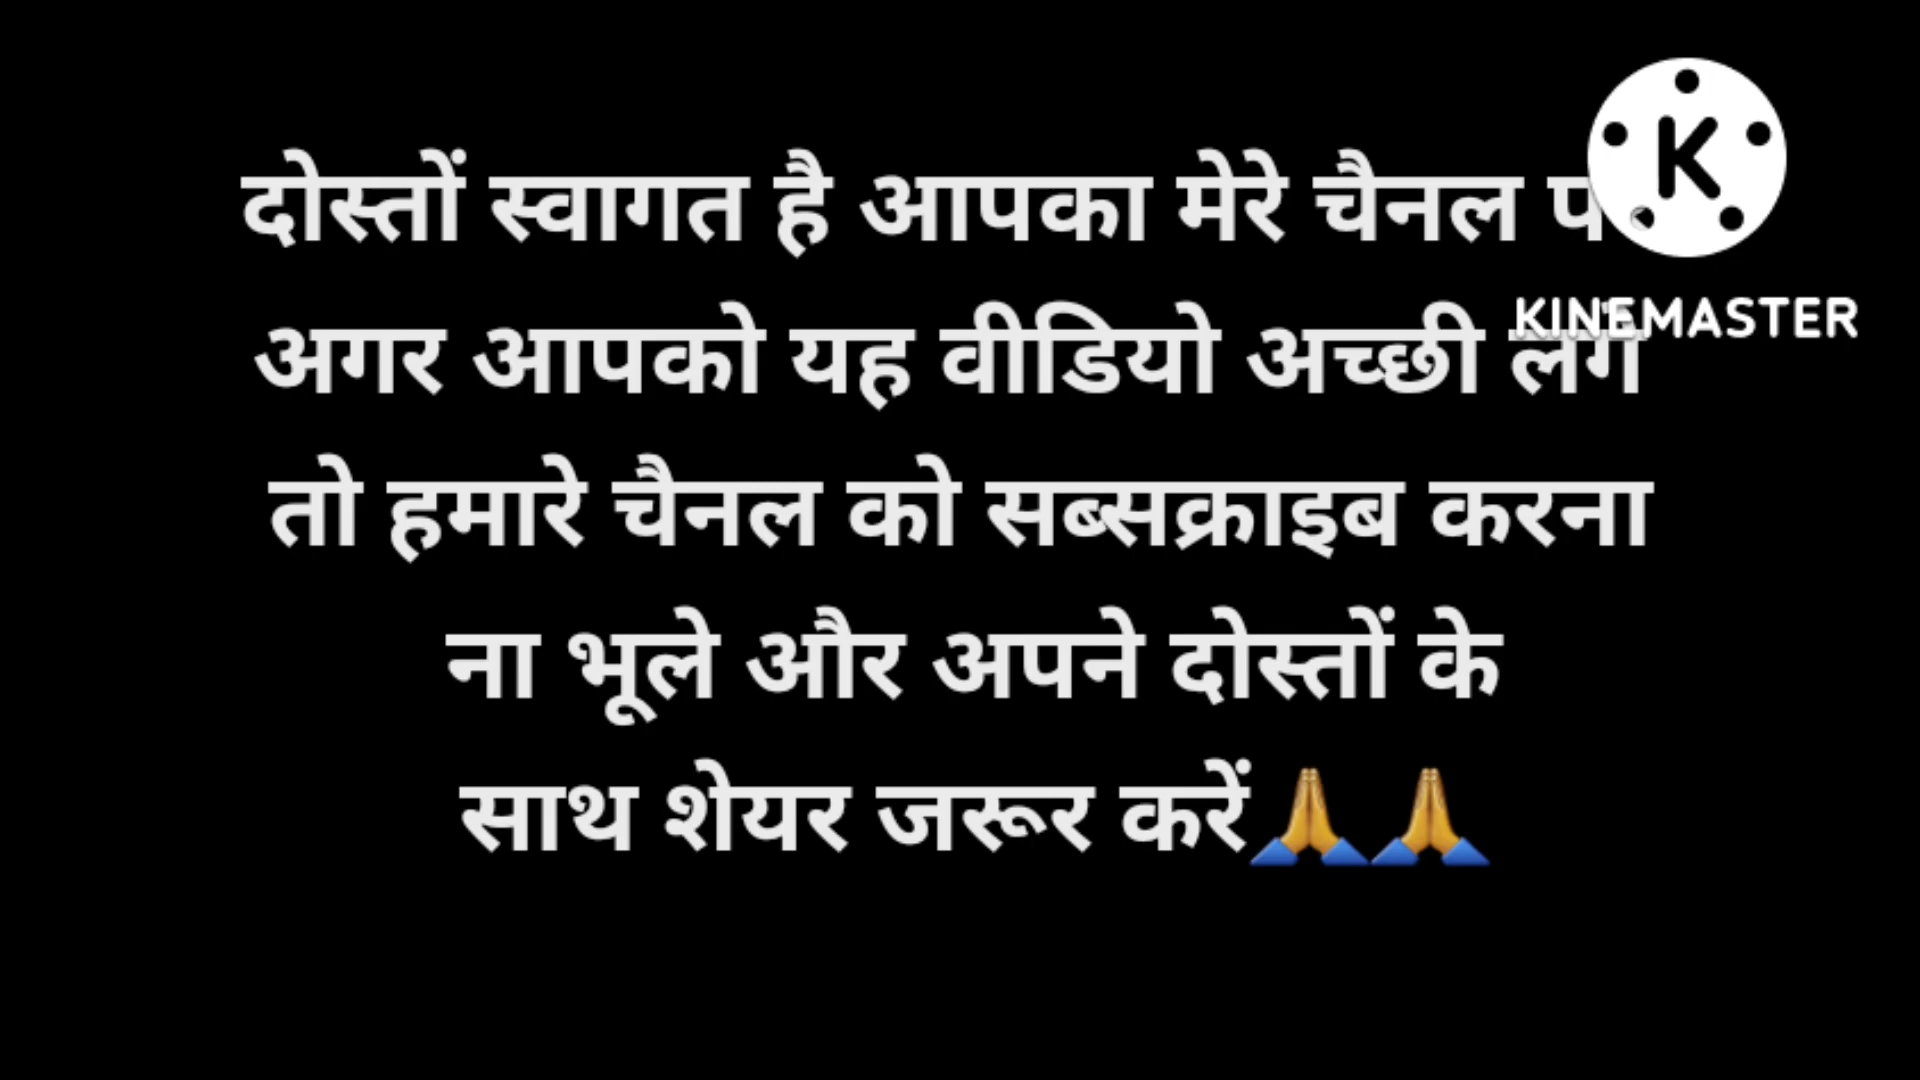 दोस्तों स्वागत है आपका मेरे चैनल
KINEMASTER
अगर आपको यह वीडियो अच्छी
तो हमारे चैनल को सब्सक्राइब करना
ना भूले और अपने दोस्तों के
साथ शेयर जरूर करें🙏🙏